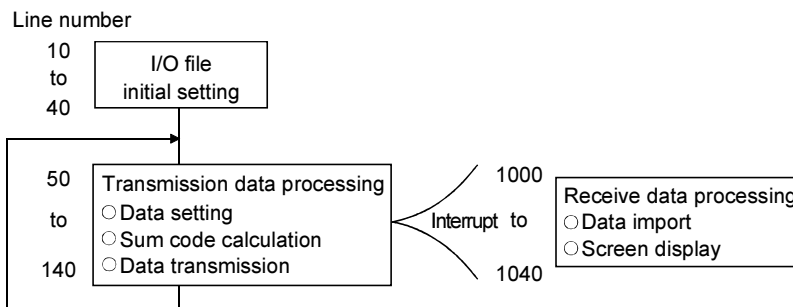 Line number
10
to
40
I/O file
initial setting
50
to
140
Transmission data processing
○ Data setting
○ Sum code calculation
○ Data transmission
Interrupt
1000
to
1040
Receive data processing
○ Data import
○ Screen display